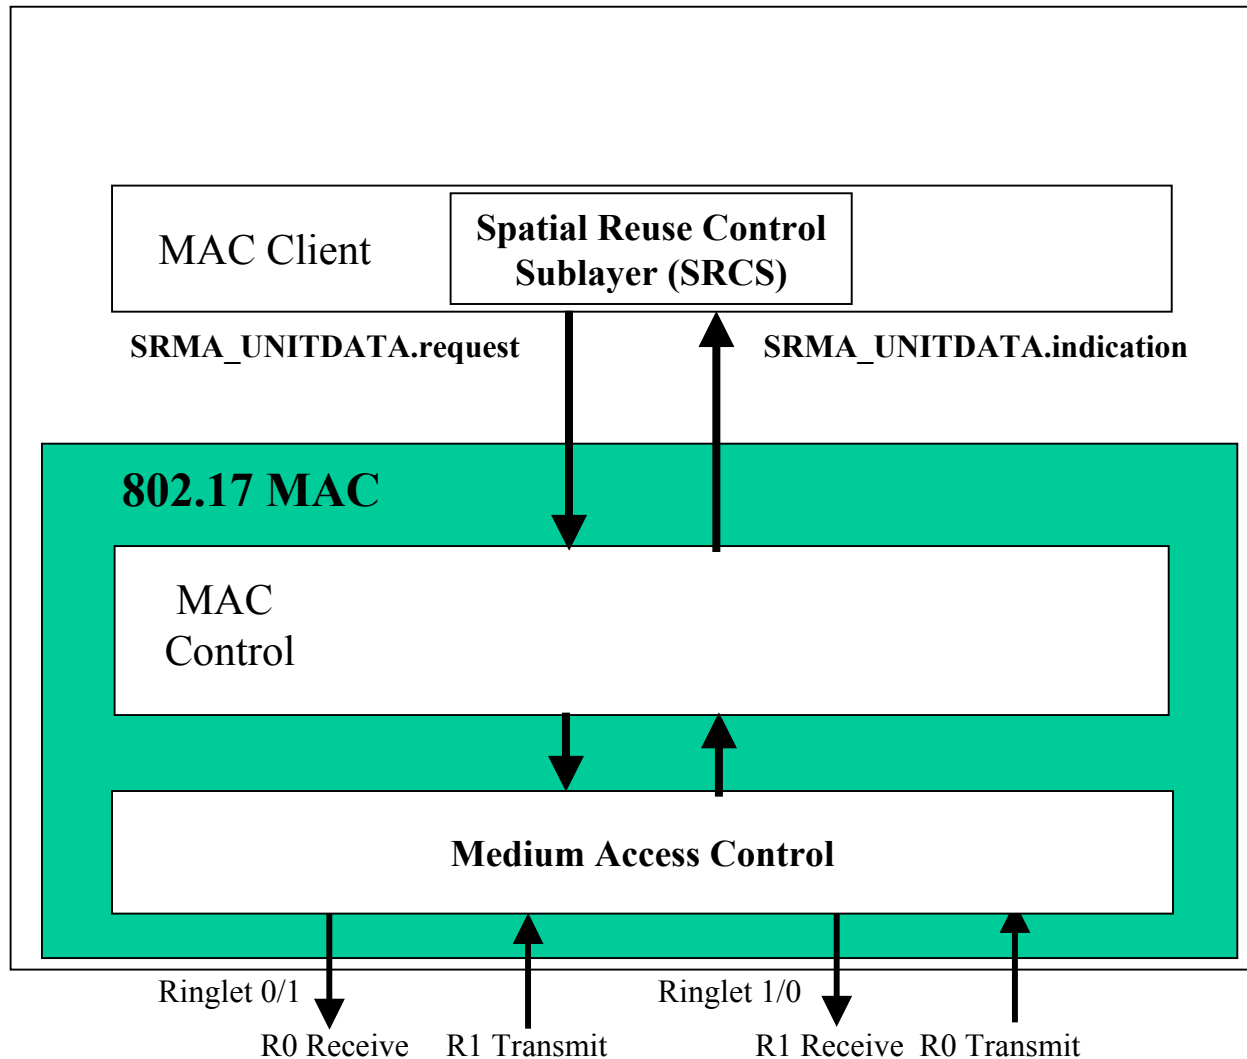 MAC Client
Spatial Reuse Control
Sublayer (SRCS)
SRMA_UNITDATA.request
SRMA_UNITDATA.indication
802.17 MAC
MAC
Control
Medium Access Control
Ringlet 0/1
Ringlet 1/0
R0 Receive
R1 Transmit
R1 Receive
R0 Transmit